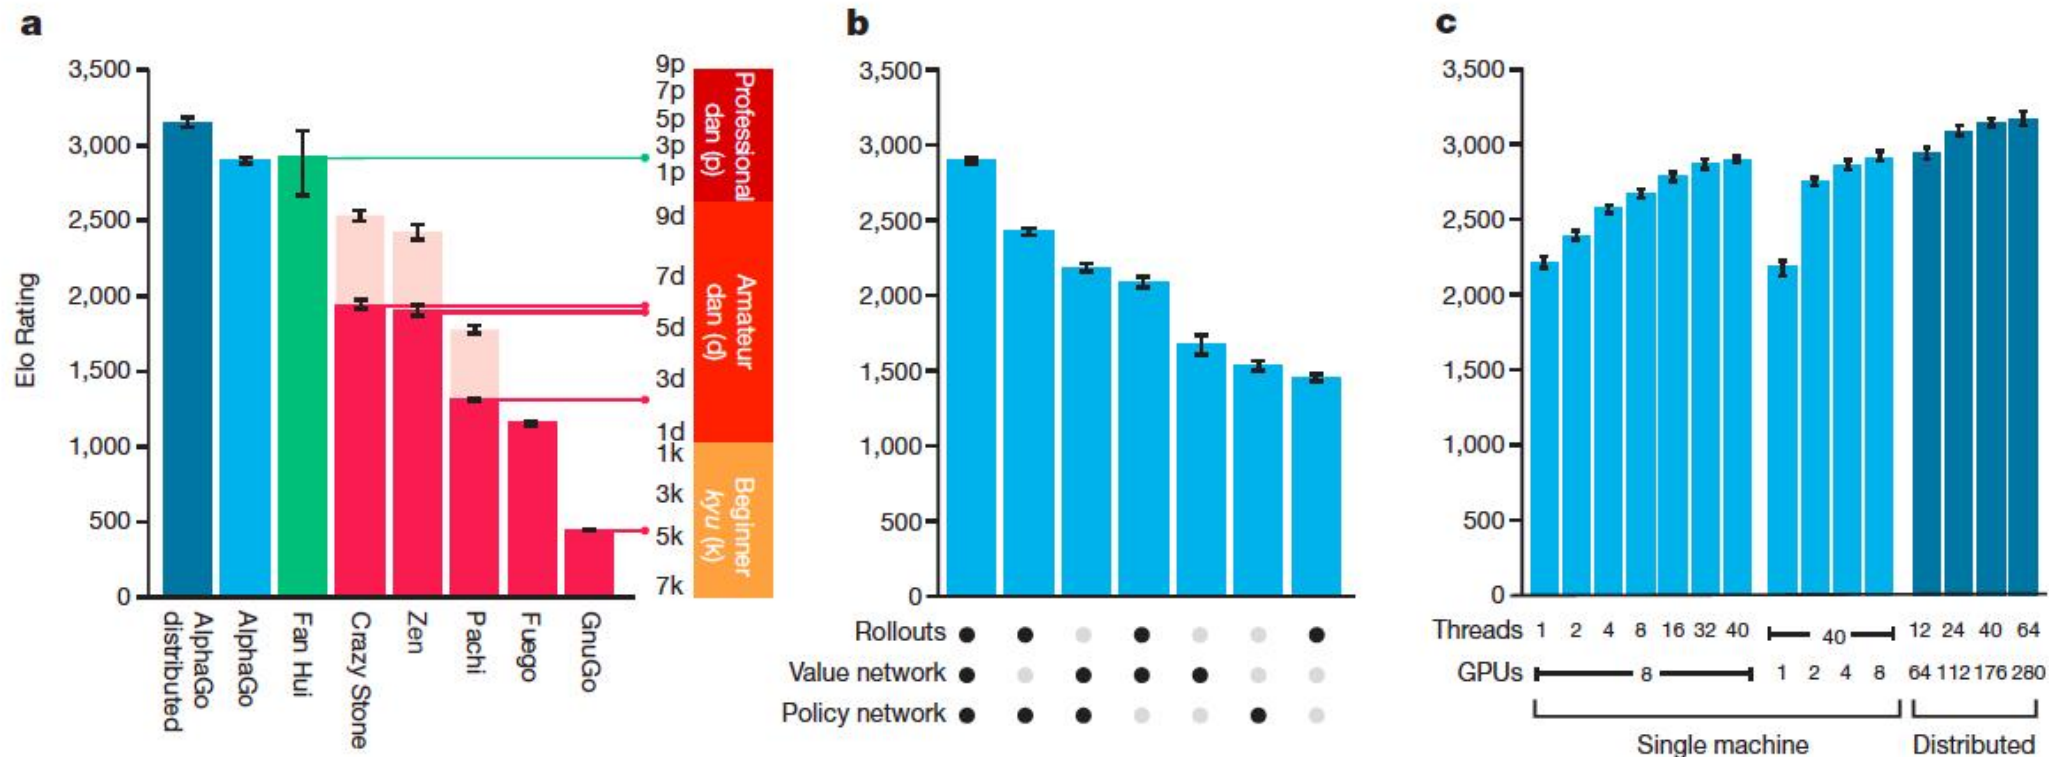 a
3,500
3,000
2,500
2,000
1,500
1,000
500
0
Elo Rating
AlphaGo
distributed
AlphaGo
Fan Hui
Crazy Stone
Zen
Pachi
Fuego
GnuGo
9p
7p
5p
3p
1p
9d
7d
5d
3d
1d
1k
3k
5k
7k
Professional
dan (p)
Amateur
dan (d)
Beginner
kyu (k)
b
3,500
3,000
2,500
2,000
1,500
1,000
500
0
Rollouts
Value network
Policy network
c
3,500
3,000
2,500
2,000
1,500
1,000
500
0
Threads 1 2 4 8 16 32 40 40 12 24 40 64
GPUs 8 1 2 4 8 64 112 176 280
Single machine Distributed